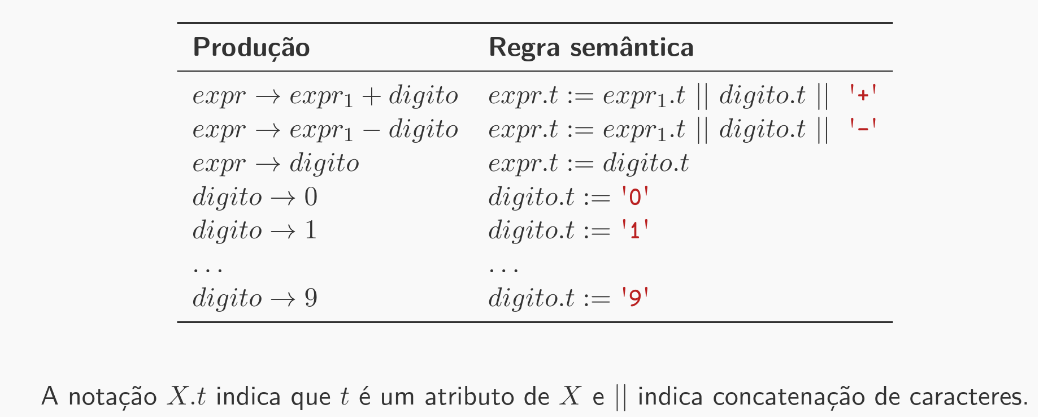 Produção Regra semântica
expr → expr₁ + digito expr.t := expr₁.t || digito.t || '+'
expr → expr₁ − digito expr.t := expr₁.t || digito.t || '-'
expr → digito expr.t := digito.t
digito → 0 digito.t := '0'
digito → 1 digito.t := '1'
... ...
digito → 9 digito.t := '9'
A notação X.t indica que t é um atributo de X e || indica concatenação de caracteres.